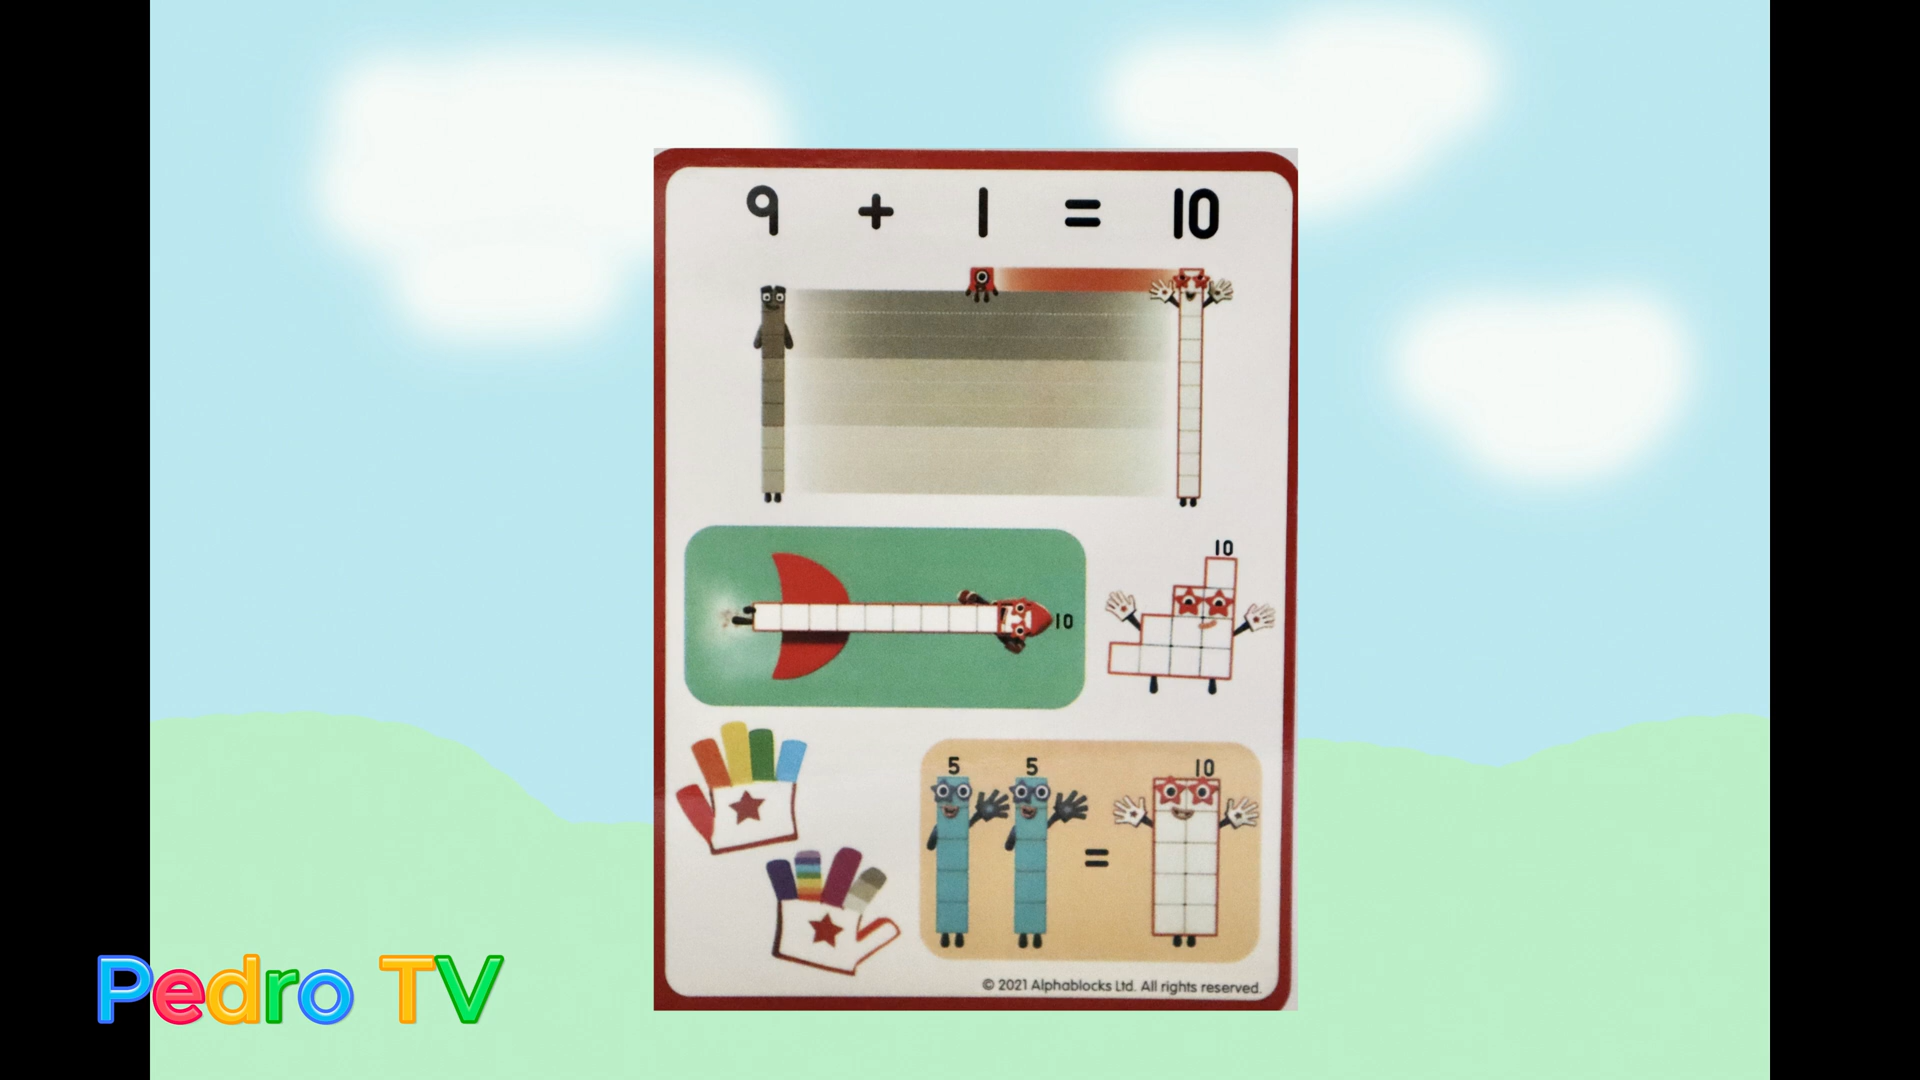 9 + 1 = 10
10
10
5 5 10
=
© 2021 Alphablocks Ltd. All rights reserved.
Pedro TV